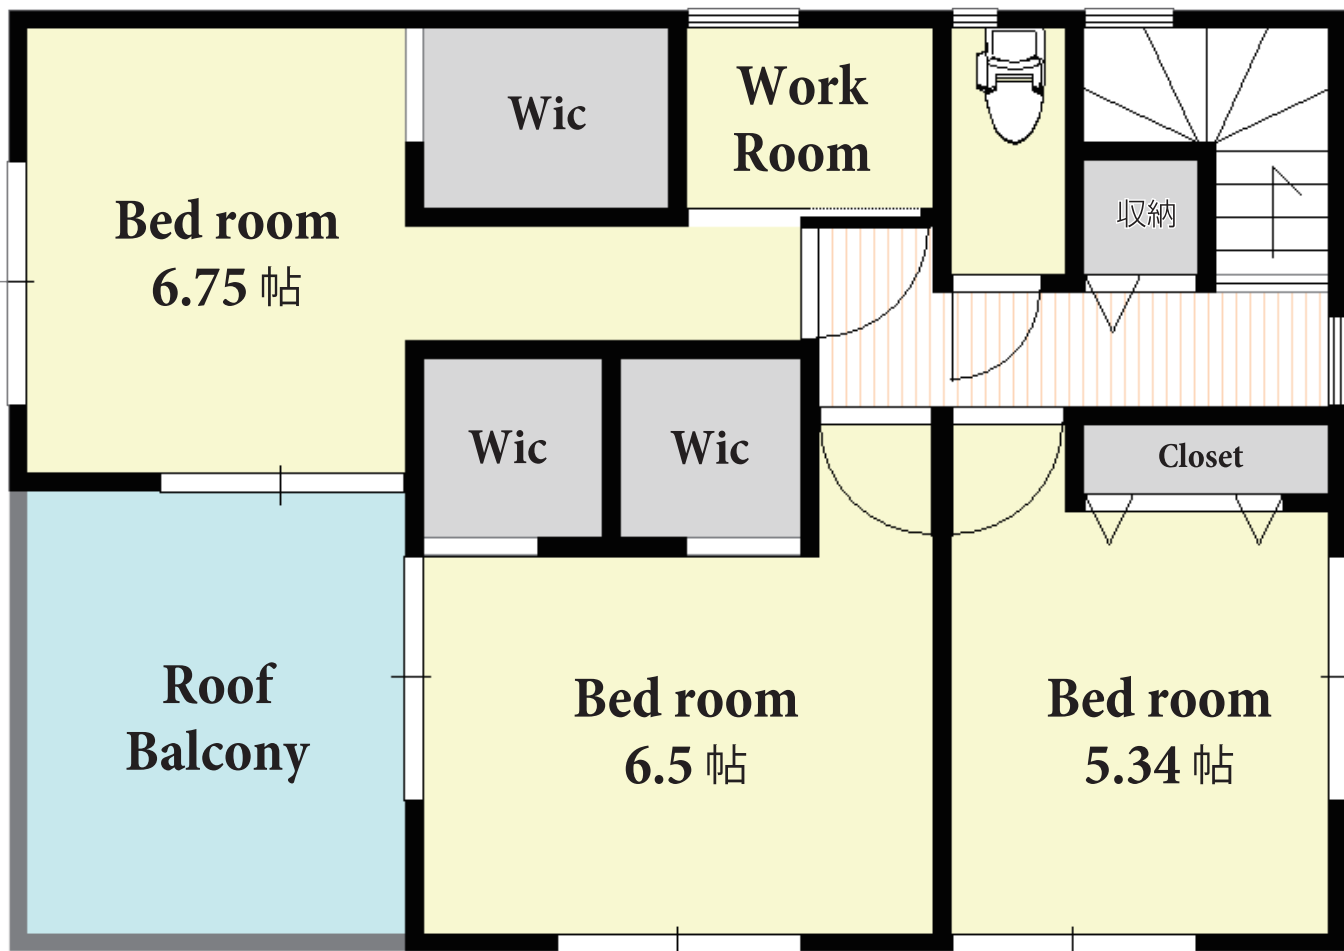 Wic
Work
Room
Bed room
6.75 帖
収納
Wic
Wic
Closet
Roof
Balcony
Bed room
6.5 帖
Bed room
5.34 帖